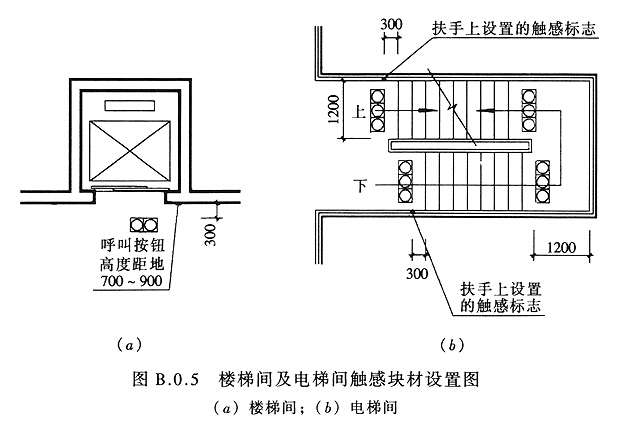 300
扶手上设置的触感标志
1200
上
下
300
呼叫按钮
高度距地
700～900
300
1200
扶手上设置
的触感标志
(a)
(b)
图 B.0.5 楼梯间及电梯间触感块材设置图
(a) 楼梯间; (b) 电梯间